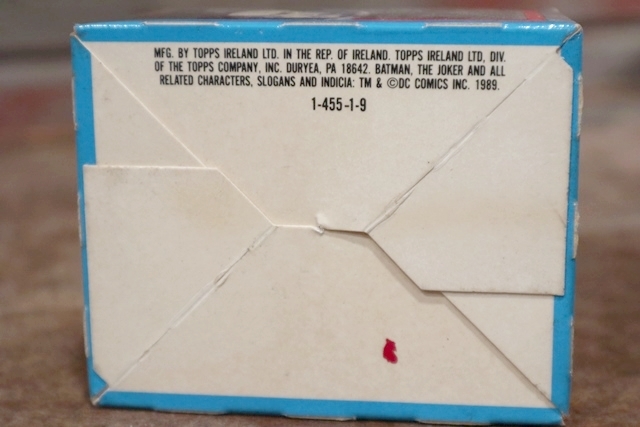 MFG. BY TOPPS IRELAND LTD. IN THE REP. OF IRELAND. TOPPS IRELAND LTD, DIV.
OF THE TOPPS COMPANY, INC. DURYEA, PA 18642. BATMAN, THE JOKER AND ALL
RELATED CHARACTERS, SLOGANS AND INDICIA: TM & ©DC COMICS INC. 1989.
1-455-1-9